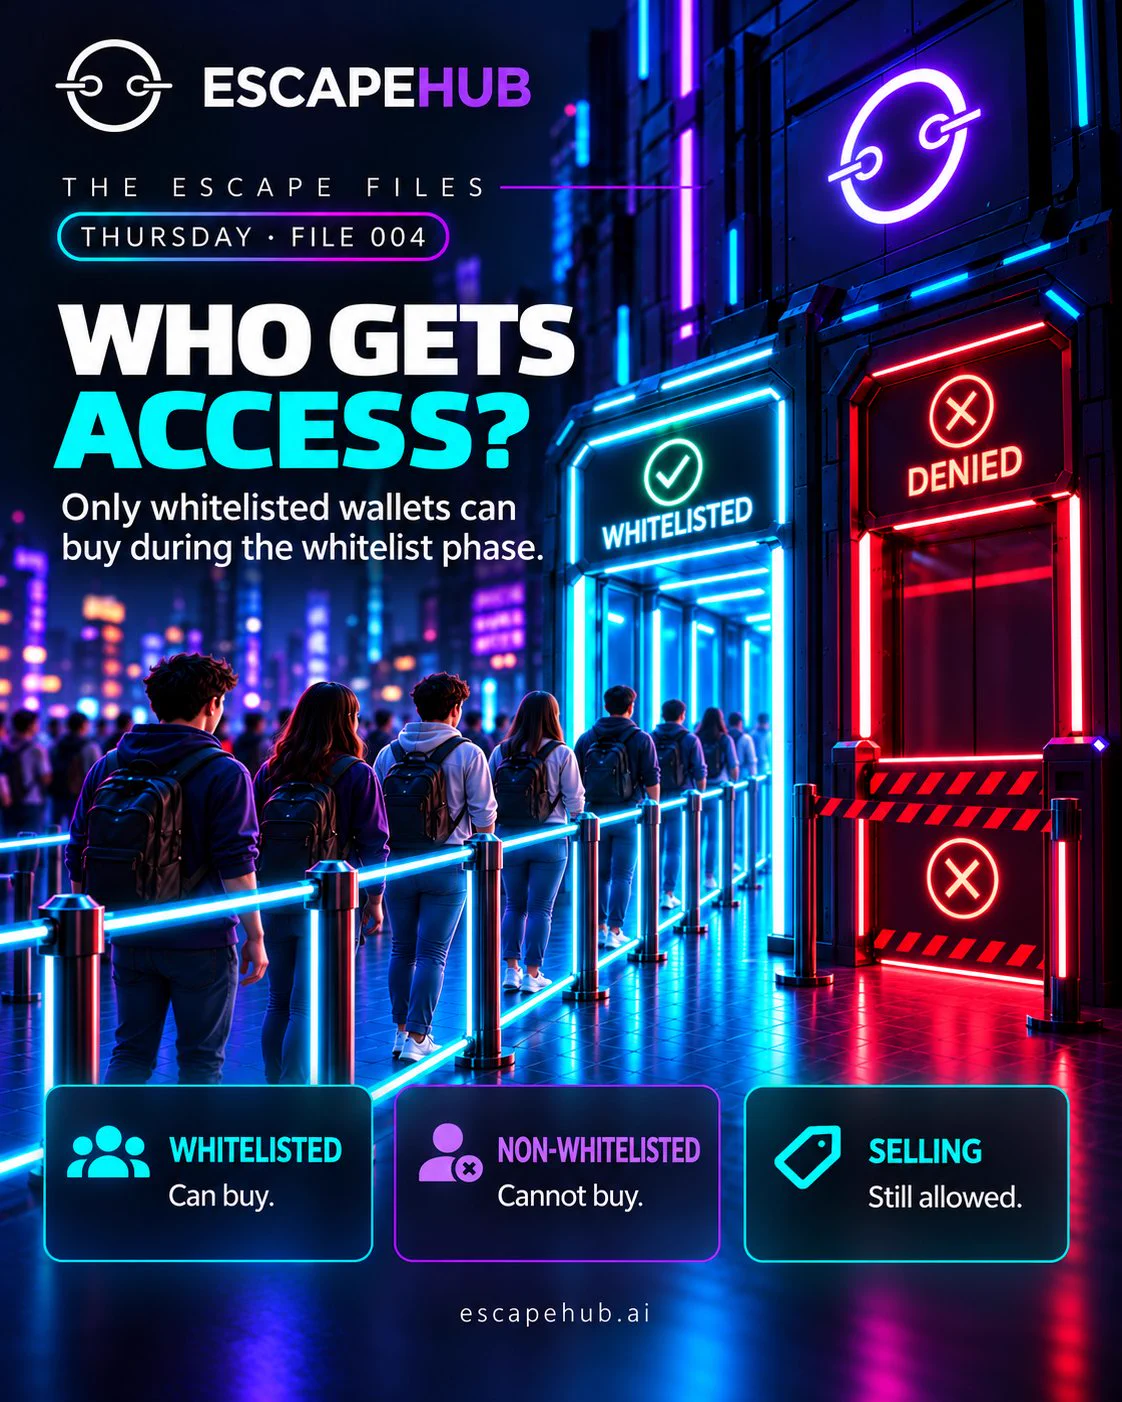 ESCAPEHUB
THE ESCAPE FILES
THURSDAY · FILE 004
WHO GETS
ACCESS?
Only whitelisted wallets can
buy during the whitelist phase.
WHITELISTED
DENIED
WHITELISTED
Can buy.
NON-WHITELISTED
Cannot buy.
SELLING
Still allowed.
escapehub.ai